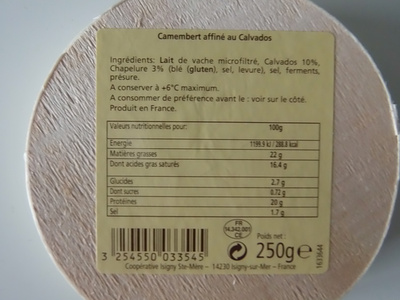 Camembert affiné au Calvados
Ingrédients: Lait de vache microfiltré, Calvados 10%,
Chapelure 3% (blé (gluten), sel, levure), sel, ferments,
présure.
A conserver à +6°C maximum.
A consommer de préférence avant le : voir sur le côté.
Produit en France.
Valeurs nutritionnelles pour: 100g
Energie 1199,9 kJ / 288,8 kcal
Matières grasses 22 g
Dont acides gras saturés 16.4 g
Glucides 2.7 g
Dont sucres 0.72 g
Protéines 20 g
Sel 1.7 g
FR
14.342.001
CE
Poids net :
250g e
3 254550 033545
Coopérative Isigny Ste-Mère – 14230 Isigny-sur-Mer – France
1633644